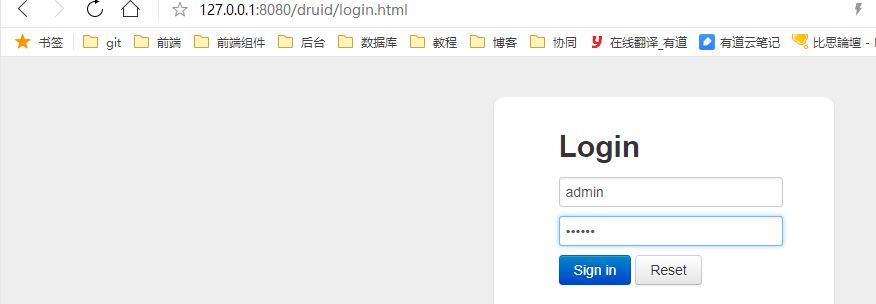 127.0.0.1:8080/druid/login.html
书签 git 前端 前端组件 后台 数据库 教程 博客 协同 在线翻译_有道 有道云笔记 比思論壇 -
Login
admin
••••••
Sign in Reset